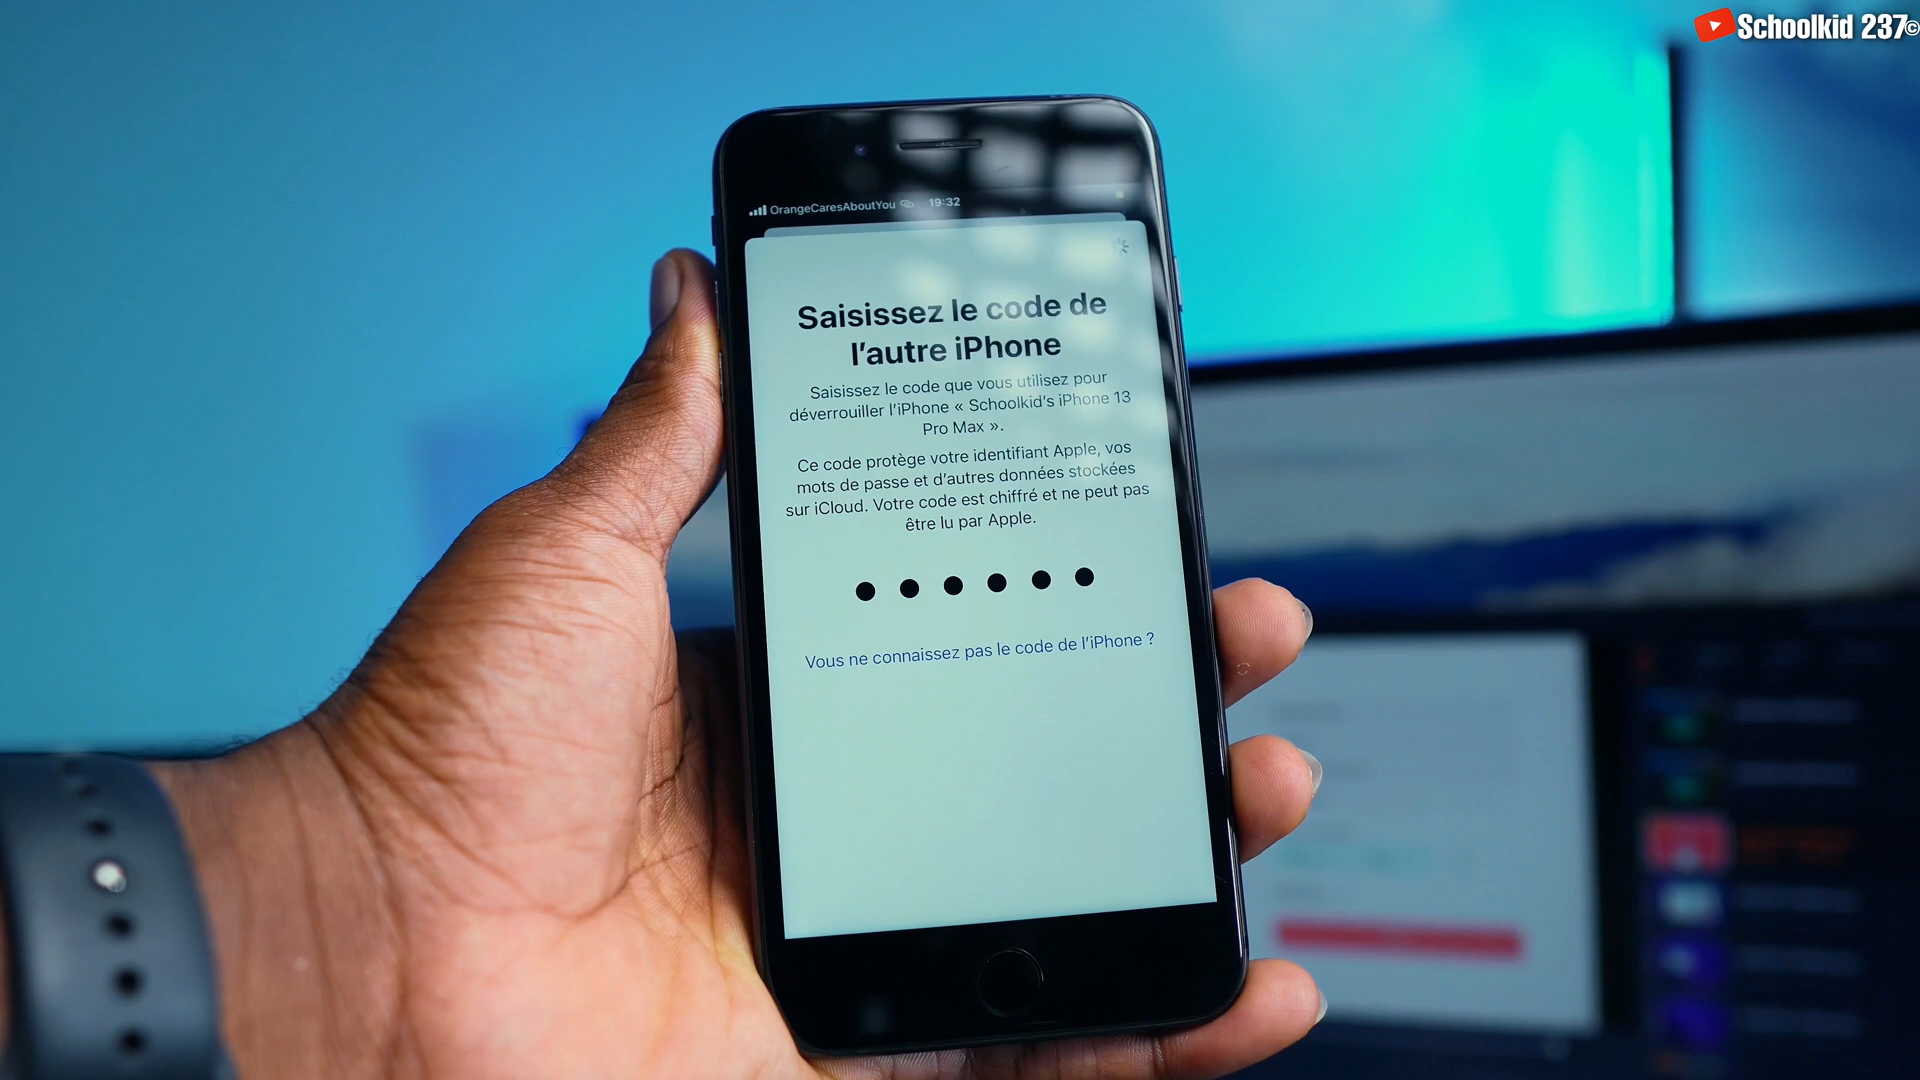 Schoolkid 237©
OrangeCaresAboutYou 19:32
Saisissez le code de
l'autre iPhone
Saisissez le code que vous utilisez pour
déverrouiller l'iPhone « Schoolkid's iPhone 13
Pro Max ».
Ce code protège votre identifiant Apple, vos
mots de passe et d'autres données stockées
sur iCloud. Votre code est chiffré et ne peut pas
être lu par Apple.
Vous ne connaissez pas le code de l'iPhone ?